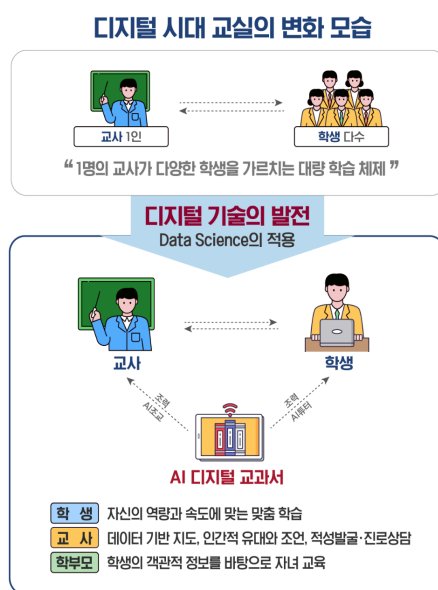 디지털 시대 교실의 변화 모습
교사 1인
학생 다수
“ 1명의 교사가 다양한 학생을 가르치는 대량 학습 체제 ”
디지털 기술의 발전
Data Science의 적용
교사
학생
조력
AI조교
조력
AI튜터
AI 디지털 교과서
학 생 자신의 역량과 속도에 맞는 맞춤 학습
교 사 데이터 기반 지도, 인간적 유대와 조언, 적성발굴·진로상담
학부모 학생의 객관적 정보를 바탕으로 자녀 교육